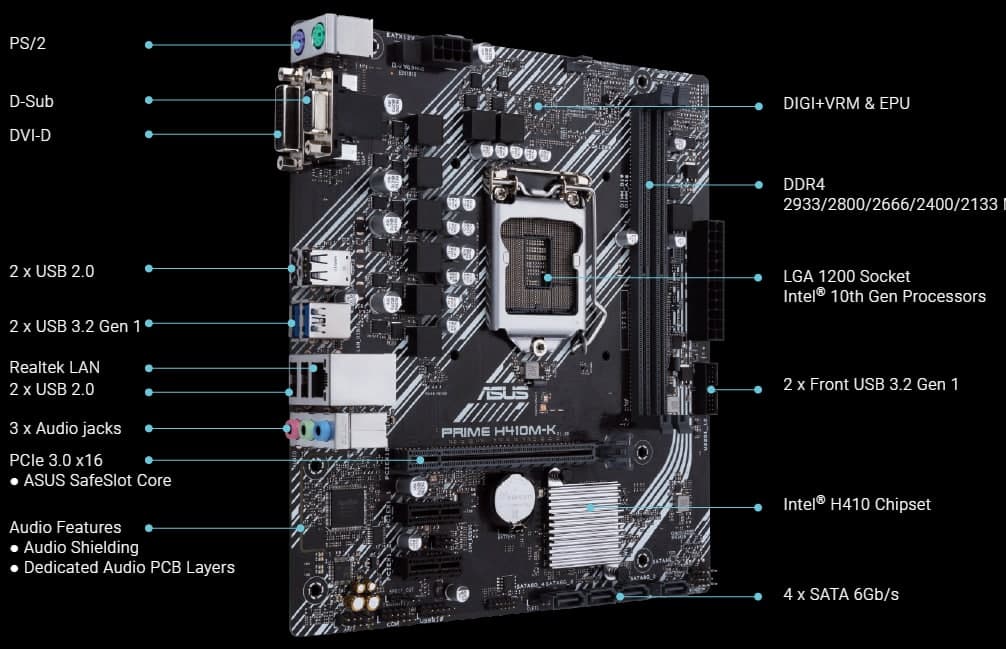 PS/2
D-Sub
DVI-D
2 x USB 2.0
2 x USB 3.2 Gen 1
Realtek LAN
2 x USB 2.0
3 x Audio jacks
PCIe 3.0 x16
● ASUS SafeSlot Core
Audio Features
● Audio Shielding
● Dedicated Audio PCB Layers
EATX12V
ASUS
PRIME H410M-K
BATTERY
COM
DIGI+VRM & EPU
DDR4
2933/2800/2666/2400/2133
LGA 1200 Socket
Intel® 10th Gen Processors
2 x Front USB 3.2 Gen 1
Intel® H410 Chipset
4 x SATA 6Gb/s